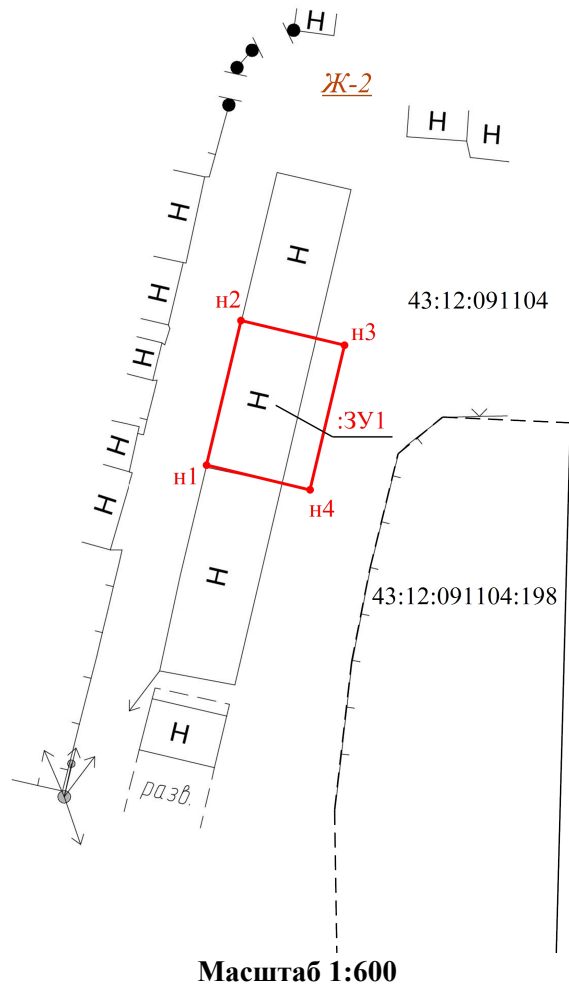 Н
Ж-2
Н
Н
Н
Н
43:12:091104
Н
н2
н3
Н
Н
:ЗУ1
Н
н1
н4
Н
Н
43:12:091104:198
Н
разв.
Масштаб 1:600